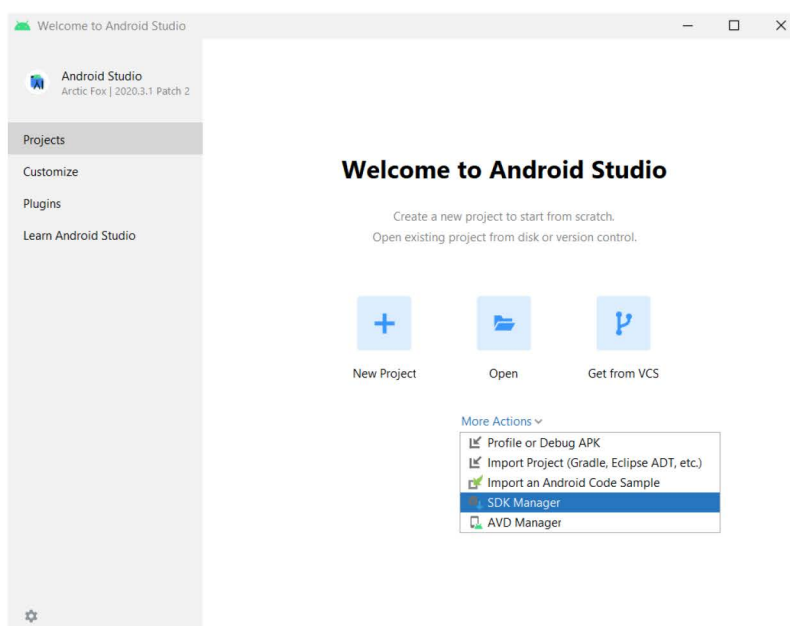 Welcome to Android Studio
Android Studio
Arctic Fox | 2020.3.1 Patch 2
Projects
Customize
Plugins
Learn Android Studio
Welcome to Android Studio
Create a new project to start from scratch.
Open existing project from disk or version control.
New Project
Open
Get from VCS
More Actions
Profile or Debug APK
Import Project (Gradle, Eclipse ADT, etc.)
Import an Android Code Sample
SDK Manager
AVD Manager